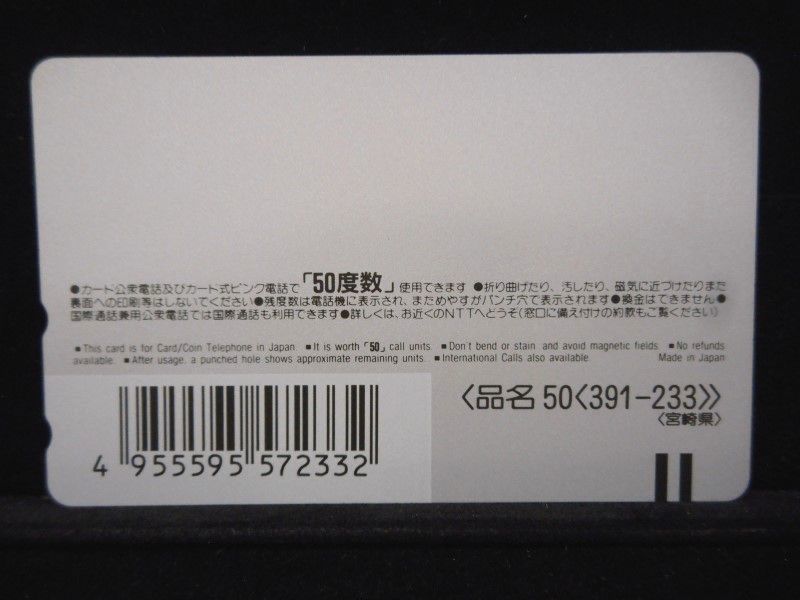 ●カード公衆電話及びカード式ピンク電話で「50度数」使用できます ●折り曲げたり、汚したり、磁気に近づけたりまた
裏面への印刷等はしないてください●残度数は電話機に表示され、まためやすがパンチ穴て表示されます●換金はてきません●
国際通話兼用公衆電話ては国際通話も利用てきます●詳しくは、お近くのNTTへとうそ(窓口に備え付けの約款もご覧ください)
■This card is for Card/Coin Telephone in Japan. ■It is worth「50」call units. ■Don't bend or stain and avoid magnetic fields. ■No refunds
available. ■After usage, a punched hole shows approximate remaining units. ■International Calls also available. Made in Japan
〈品名 50〈391-233〉〉
〈宮崎県〉
4 955595 572332